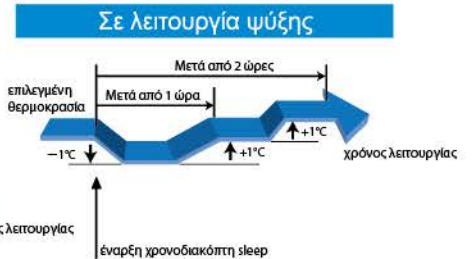 Σε λειτουργία ψύξης
Μετά από 2 ώρες
επιλεγμένη
θερμοκρασία
Μετά από 1 ώρα
−1°C
+1°C
+1°C
χρόνος λειτουργίας
ς λειτουργίας
έναρξη χρονοδιακόπτη sleep